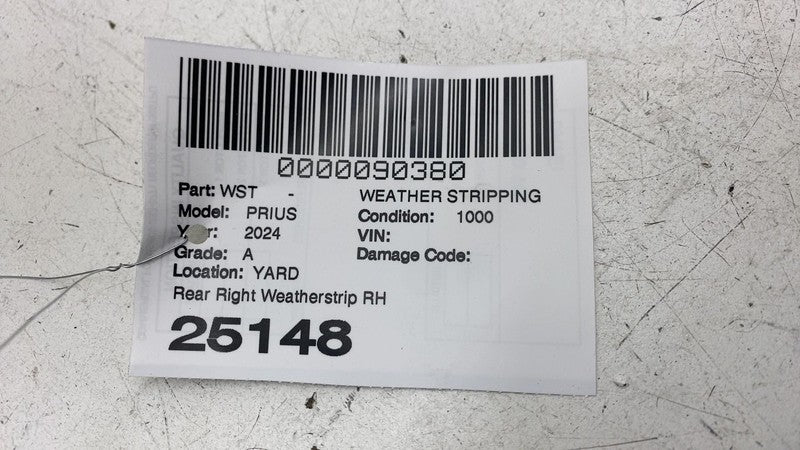 0000090380
Part: WST - WEATHER STRIPPING
Model: PRIUS Condition: 1000
2024 VIN:
Grade: A Damage Code:
Location: YARD
Rear Right Weatherstrip RH
25148